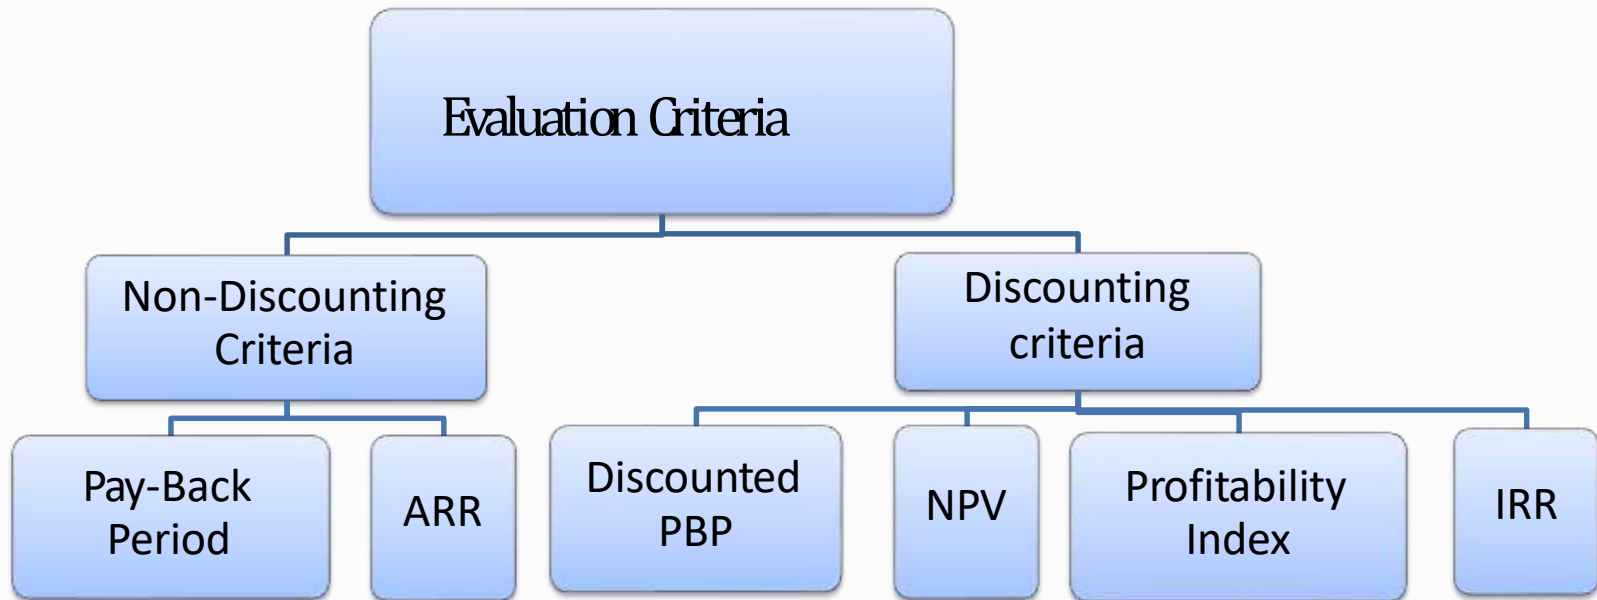 Evaluation Criteria
Non-Discounting
Criteria
Discounting
criteria
Pay-Back
Period
ARR
Discounted
PBP
NPV
Profitability
Index
IRR